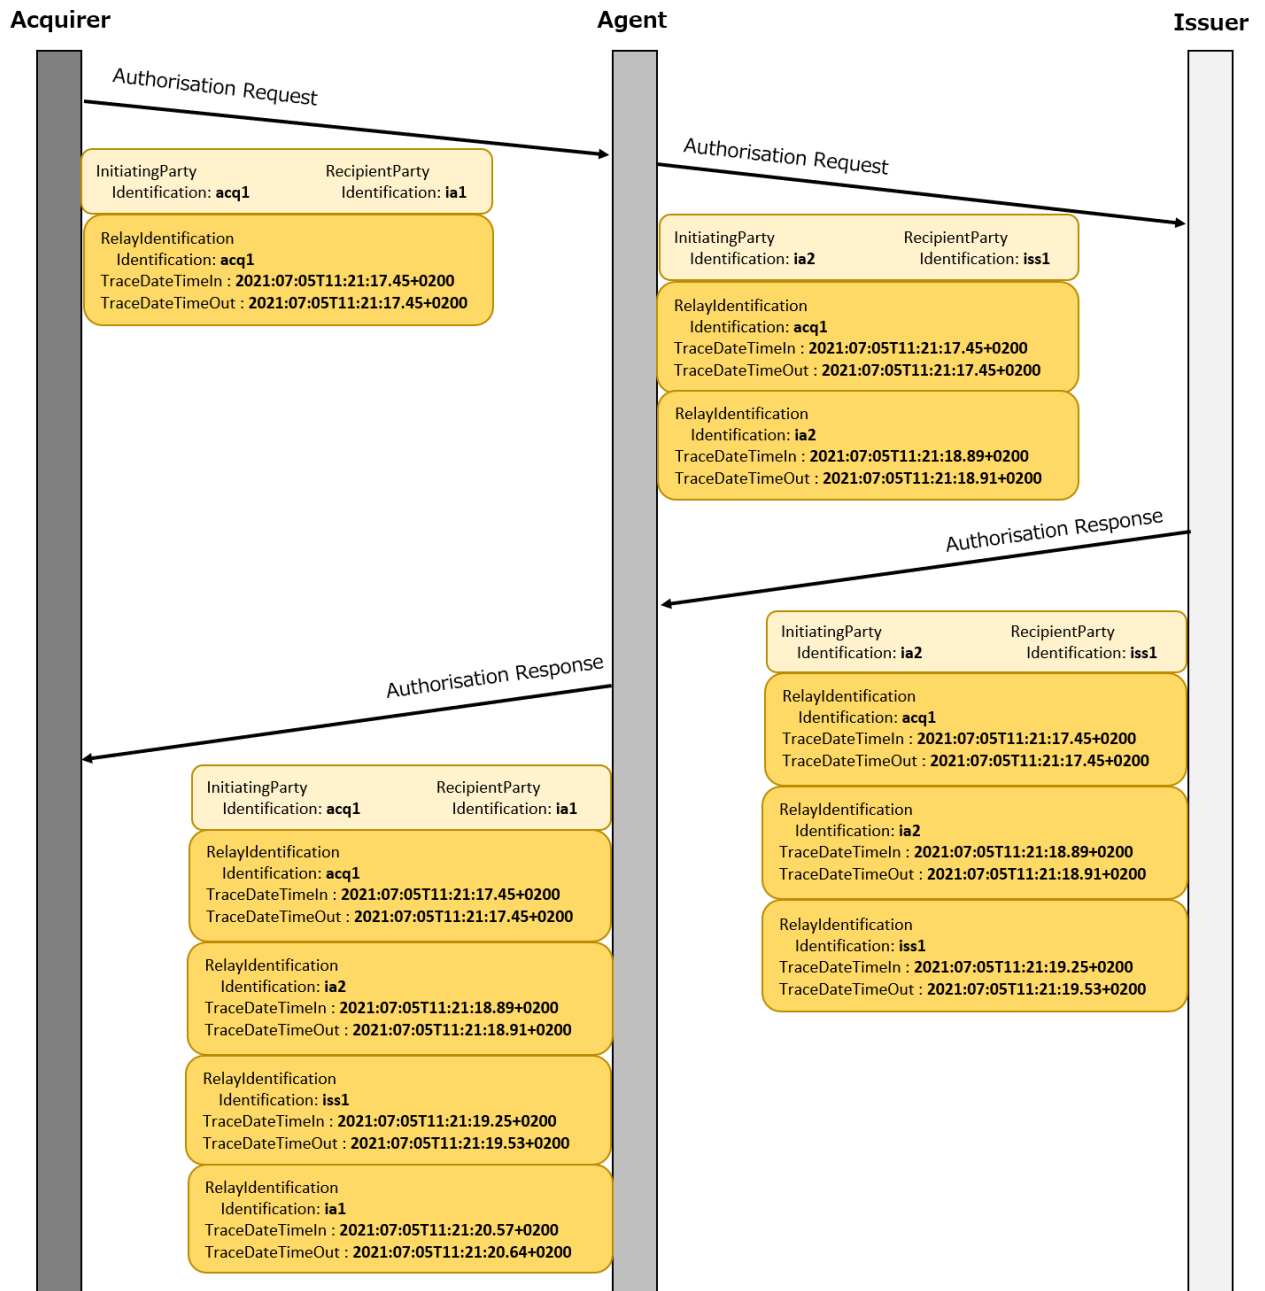 Acquirer
Agent
Issuer
Authorisation Request
InitiatingParty RecipientParty
Identification: acq1 Identification: ia1
RelayIdentification
Identification: acq1
TraceDateTimeIn : 2021:07:05T11:21:17.45+0200
TraceDateTimeOut : 2021:07:05T11:21:17.45+0200
Authorisation Request
InitiatingParty RecipientParty
Identification: ia2 Identification: iss1
RelayIdentification
Identification: acq1
TraceDateTimeIn : 2021:07:05T11:21:17.45+0200
TraceDateTimeOut : 2021:07:05T11:21:17.45+0200
RelayIdentification
Identification: ia2
TraceDateTimeIn : 2021:07:05T11:21:18.89+0200
TraceDateTimeOut : 2021:07:05T11:21:18.91+0200
Authorisation Response
InitiatingParty RecipientParty
Identification: ia2 Identification: iss1
RelayIdentification
Identification: acq1
TraceDateTimeIn : 2021:07:05T11:21:17.45+0200
TraceDateTimeOut : 2021:07:05T11:21:17.45+0200
RelayIdentification
Identification: ia2
TraceDateTimeIn : 2021:07:05T11:21:18.89+0200
TraceDateTimeOut : 2021:07:05T11:21:18.91+0200
RelayIdentification
Identification: iss1
TraceDateTimeIn : 2021:07:05T11:21:19.25+0200
TraceDateTimeOut : 2021:07:05T11:21:19.53+0200
Authorisation Response
InitiatingParty RecipientParty
Identification: acq1 Identification: ia1
RelayIdentification
Identification: acq1
TraceDateTimeIn : 2021:07:05T11:21:17.45+0200
TraceDateTimeOut : 2021:07:05T11:21:17.45+0200
RelayIdentification
Identification: ia2
TraceDateTimeIn : 2021:07:05T11:21:18.89+0200
TraceDateTimeOut : 2021:07:05T11:21:18.91+0200
RelayIdentification
Identification: iss1
TraceDateTimeIn : 2021:07:05T11:21:19.25+0200
TraceDateTimeOut : 2021:07:05T11:21:19.53+0200
RelayIdentification
Identification: ia1
TraceDateTimeIn : 2021:07:05T11:21:20.57+0200
TraceDateTimeOut : 2021:07:05T11:21:20.64+0200